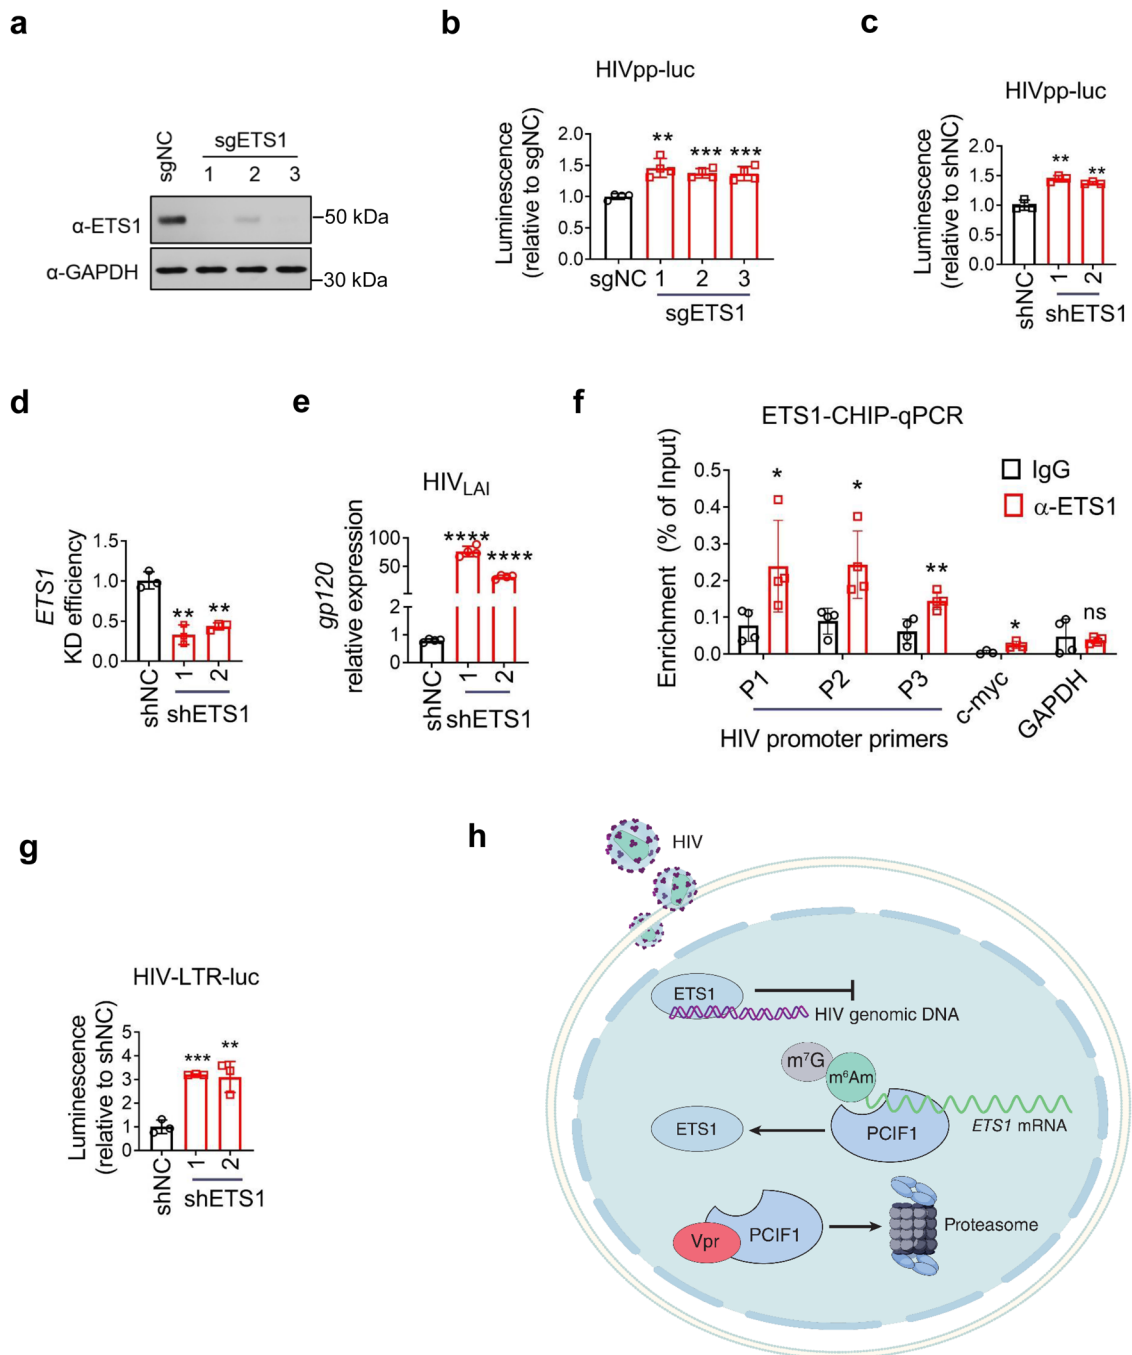 a
sgNC
sgETS1
1 2 3
α-ETS1
–50 kDa
α-GAPDH
–30 kDa
b
HIVpp-luc
Luminescence
(relative to sgNC)
2.0
1.5
1.0
0.5
0.0
** *** ***
sgNC 1 2 3
sgETS1
c
HIVpp-luc
Luminescence
(relative to shNC)
2.0
1.5
1.0
0.5
0.0
** **
shNC 1 2
shETS1
d
ETS1
KD efficiency
1.5
1.0
0.5
0.0
** **
shNC 1 2
shETS1
e
HIVLAI
gp120
relative expression
100
50
2
1
0
**** ****
shNC 1 2
shETS1
f
ETS1-CHIP-qPCR
Enrichment (% of Input)
0.5
0.4
0.3
0.2
0.1
0.0
* * ** * ns
IgG
α-ETS1
P1 P2 P3 c-myc GAPDH
HIV promoter primers
g
HIV-LTR-luc
Luminescence
(relative to shNC)
5
4
3
2
1
0
*** **
shNC 1 2
shETS1
h
HIV
ETS1
HIV genomic DNA
m⁷G
m⁶Am
ETS1
PCIF1
ETS1 mRNA
Vpr
PCIF1
Proteasome